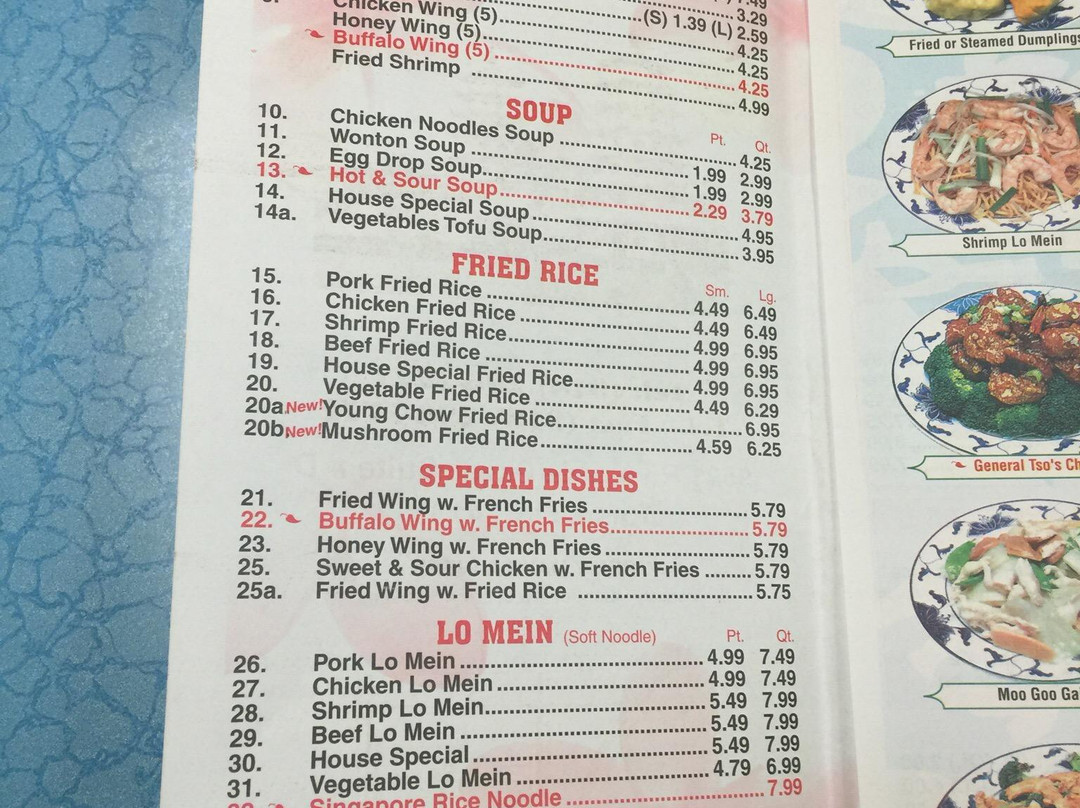 3.29
(S) 1.39 (L) 2.59
Chicken Wing (5) 4.25
Honey Wing (5) 4.25
Buffalo Wing (5) 4.25
Fried Shrimp 4.99
SOUP
Pt. Qt.
10. Chicken Noodles Soup 4.25
11. Wonton Soup 1.99 2.99
12. Egg Drop Soup 1.99 2.99
13. Hot & Sour Soup 2.29 3.79
14. House Special Soup 4.95
14a. Vegetables Tofu Soup 3.95
FRIED RICE
Sm. Lg.
15. Pork Fried Rice 4.49 6.49
16. Chicken Fried Rice 4.49 6.49
17. Shrimp Fried Rice 4.99 6.95
18. Beef Fried Rice 4.99 6.95
19. House Special Fried Rice 4.99 6.95
20. Vegetable Fried Rice 4.49 6.29
20a. New! Young Chow Fried Rice 6.95
20b. New! Mushroom Fried Rice 4.59 6.25
SPECIAL DISHES
21. Fried Wing w. French Fries 5.79
22. Buffalo Wing w. French Fries 5.79
23. Honey Wing w. French Fries 5.79
25. Sweet & Sour Chicken w. French Fries 5.79
25a. Fried Wing w. Fried Rice 5.75
LO MEIN (Soft Noodle) Pt. Qt.
26. Pork Lo Mein 4.99 7.49
27. Chicken Lo Mein 4.99 7.49
28. Shrimp Lo Mein 5.49 7.99
29. Beef Lo Mein 5.49 7.99
30. House Special 5.49 7.99
31. Vegetable Lo Mein 4.79 6.99
Singapore Rice Noodle 7.99
Fried or Steamed Dumplings
Shrimp Lo Mein
General Tso's Ch
Moo Goo Ga